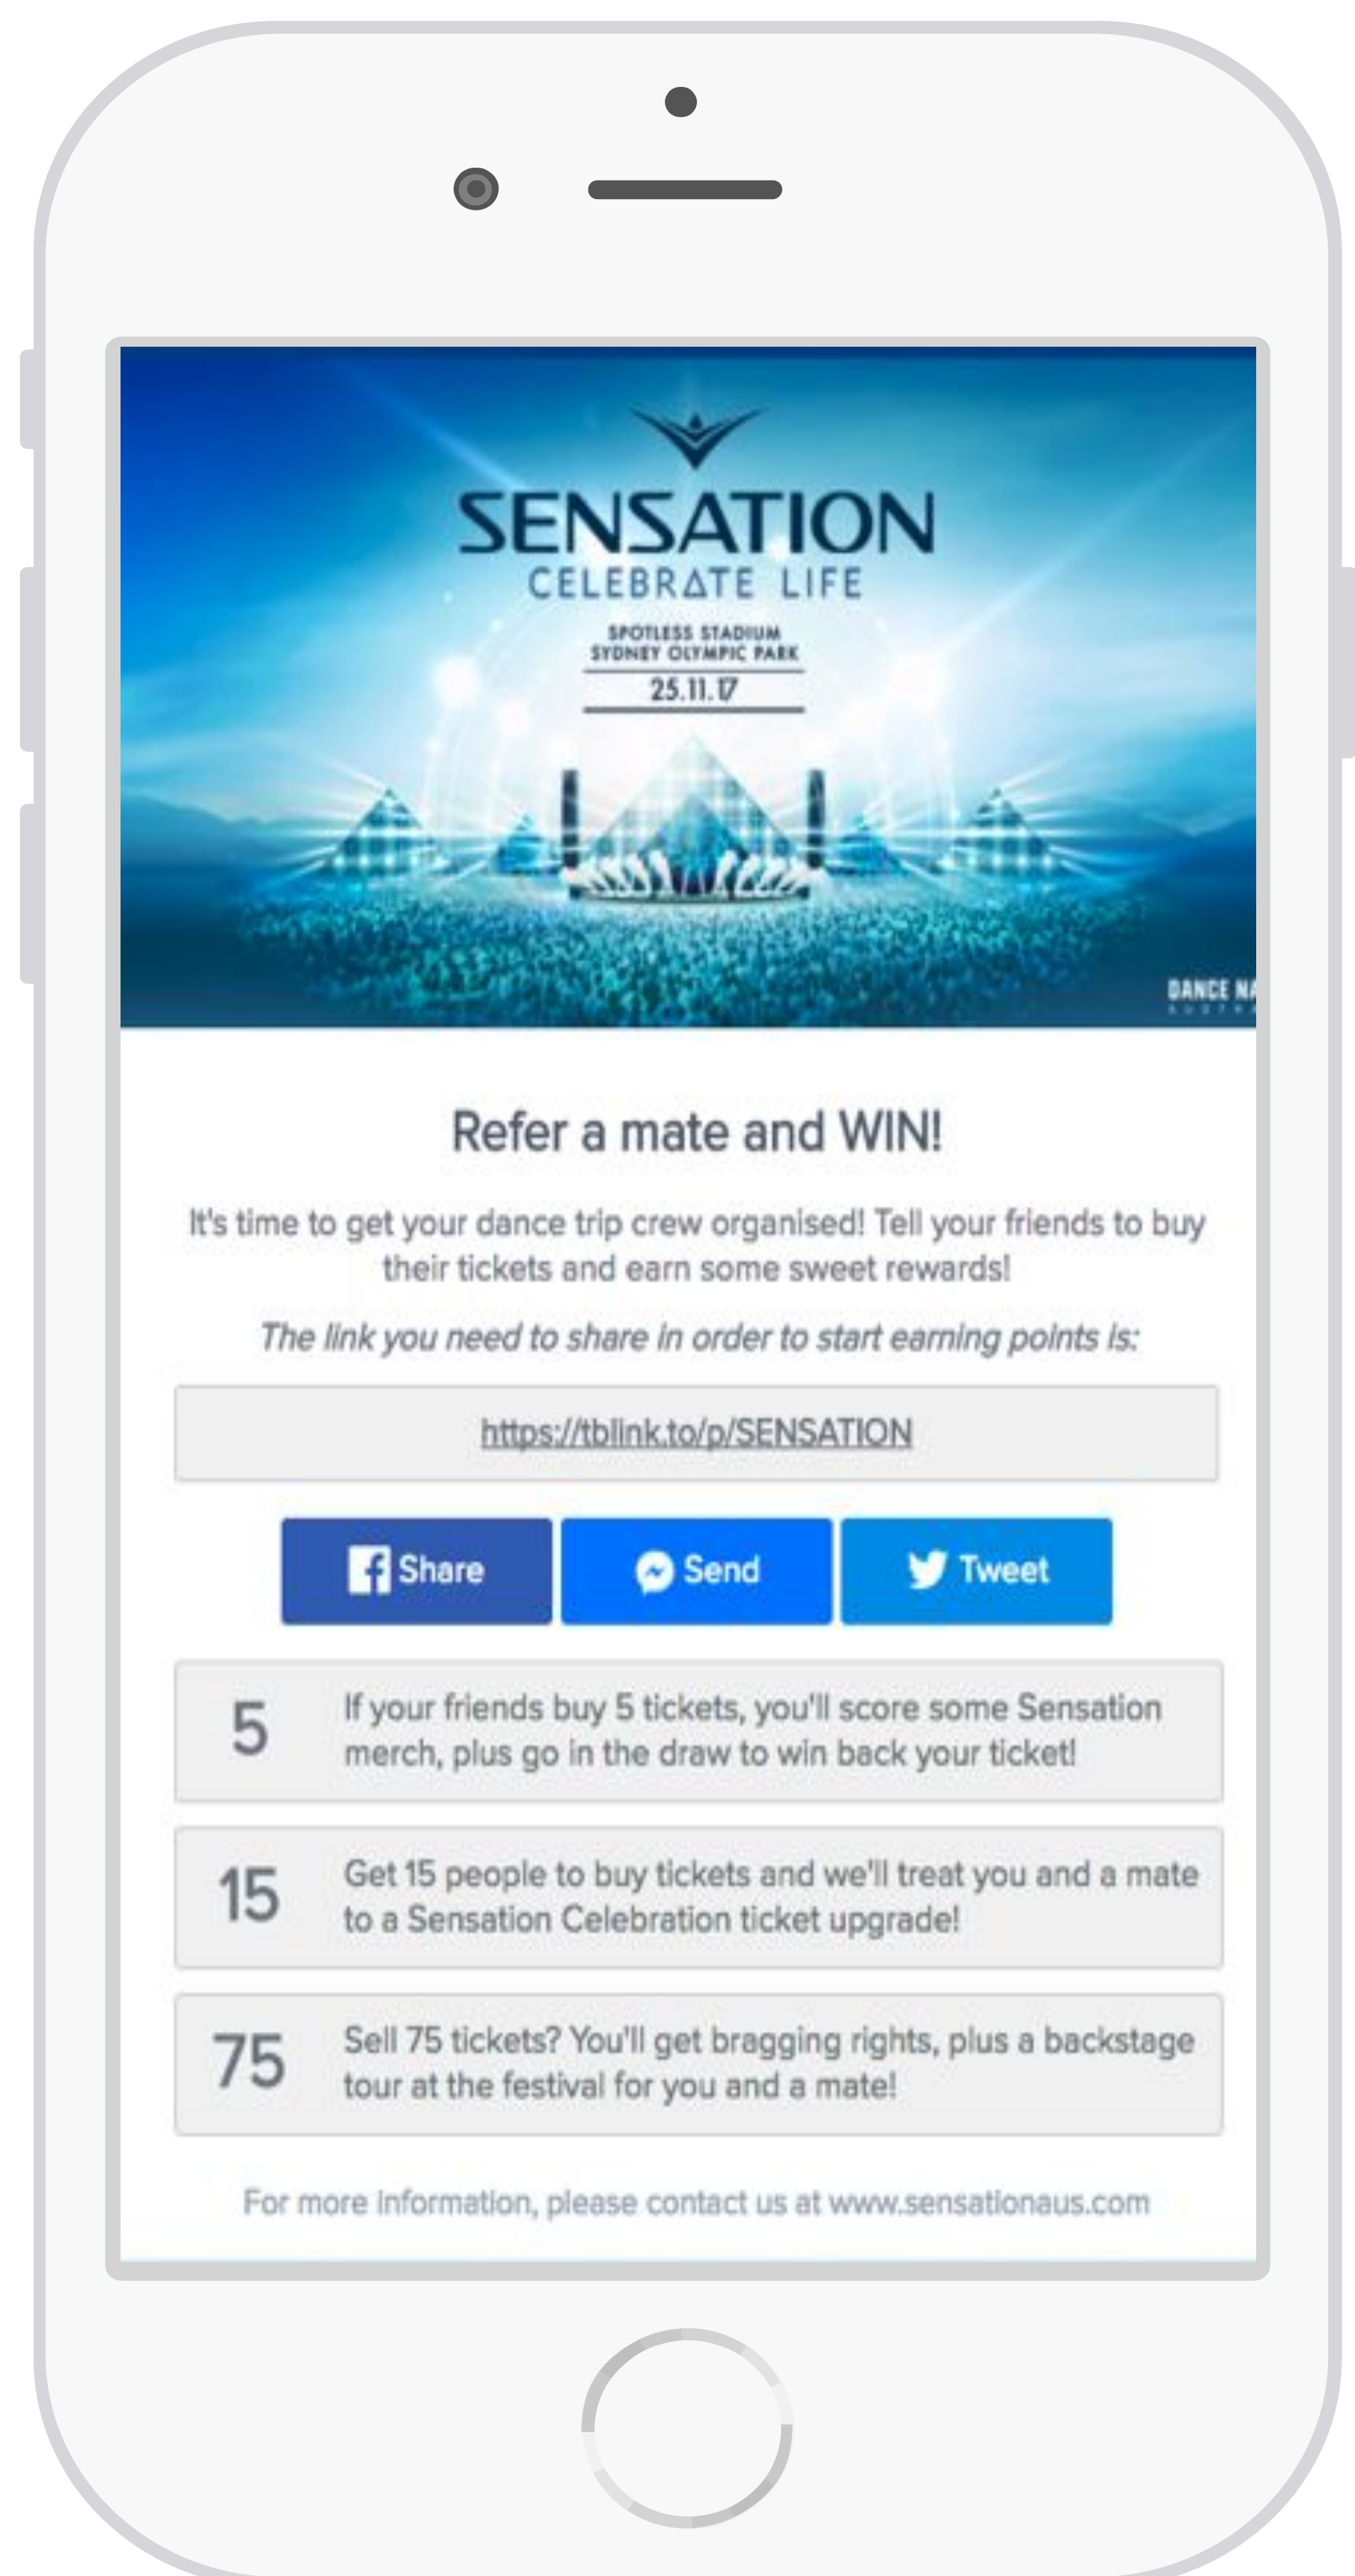 SENSATION
CELEBRATE LIFE
SPOTLESS STADIUM
SYDNEY OLYMPIC PARK
25.11.17
DANCE NA
Refer a mate and WIN!
It's time to get your dance trip crew organised! Tell your friends to buy
their tickets and earn some sweet rewards!
The link you need to share in order to start earning points is:
https://tblink.to/p/SENSATION
Share
Send
Tweet
5
If your friends buy 5 tickets, you'll score some Sensation
merch, plus go in the draw to win back your ticket!
15
Get 15 people to buy tickets and we'll treat you and a mate
to a Sensation Celebration ticket upgrade!
75
Sell 75 tickets? You'll get bragging rights, plus a backstage
tour at the festival for you and a mate!
For more information, please contact us at www.sensationaus.com